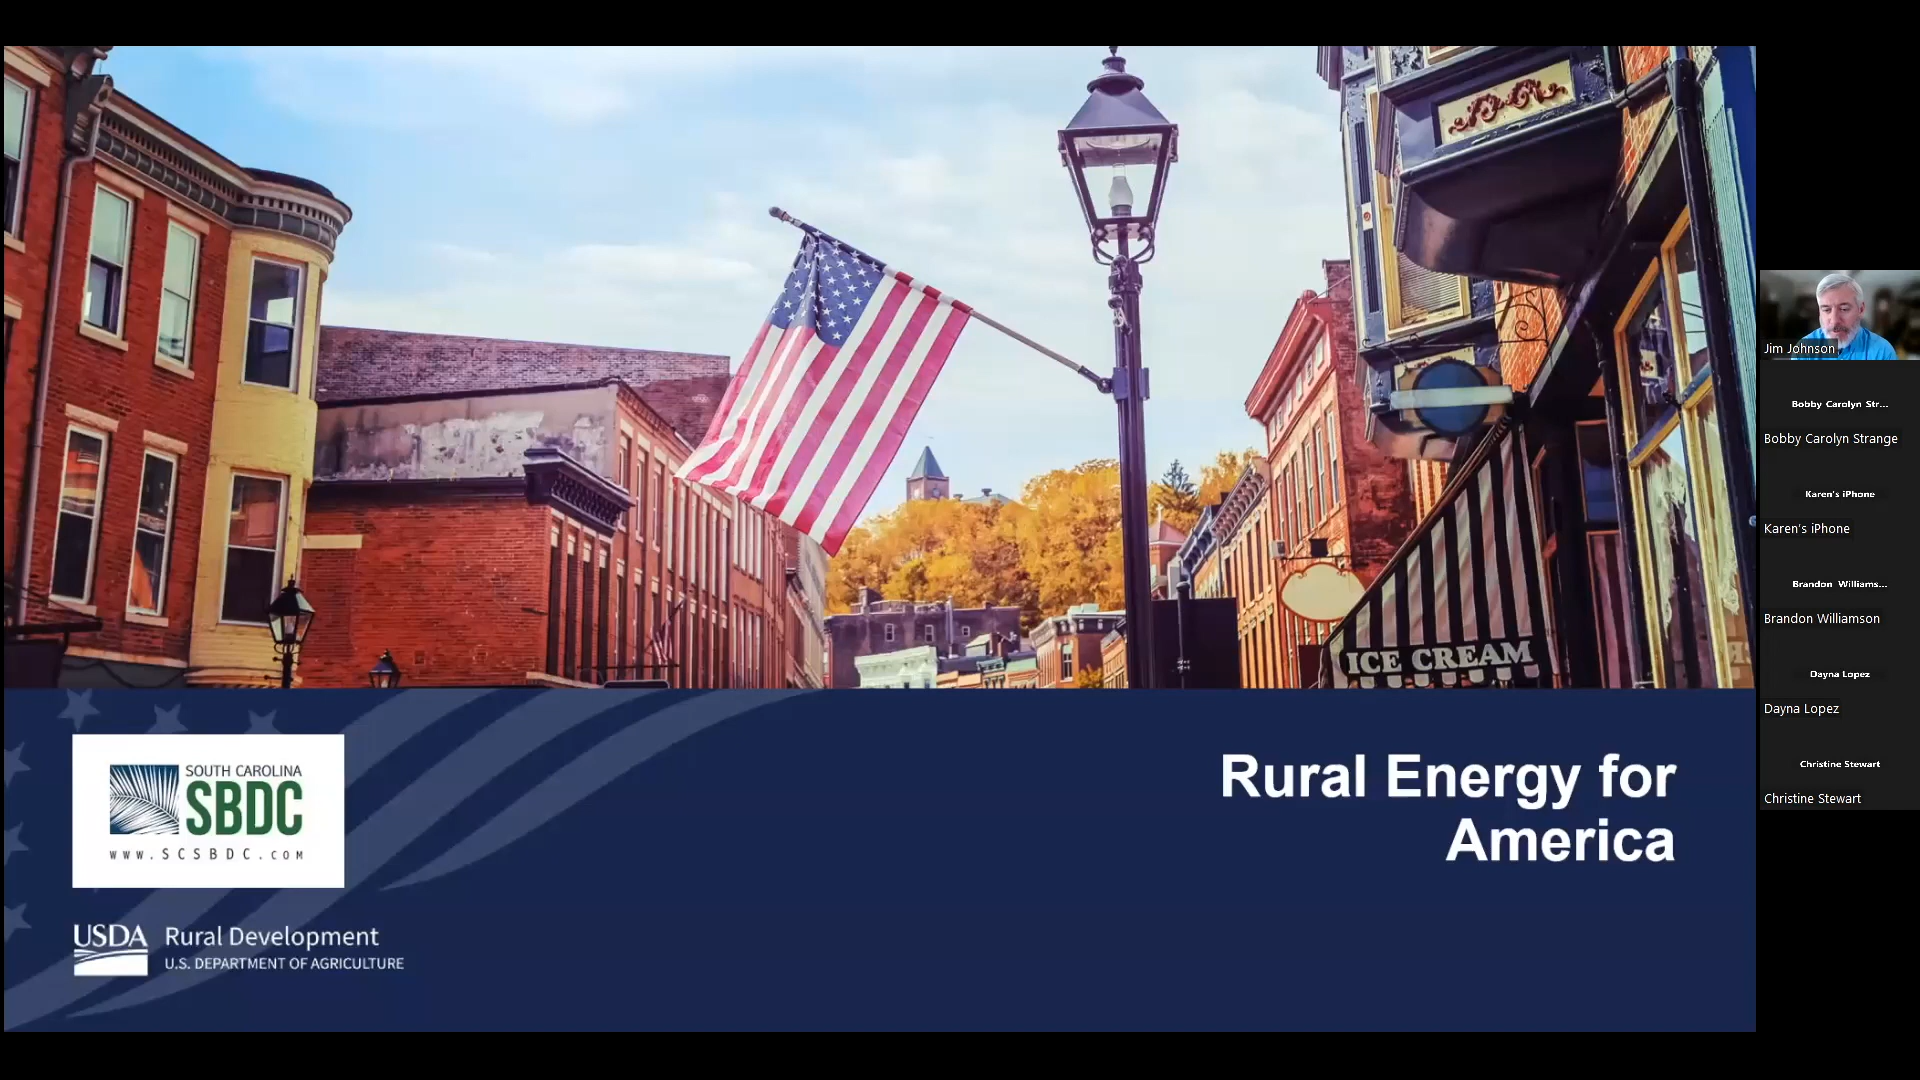 ICE CREAM
SOUTH CAROLINA
SBDC
WWW.SCSBDC.COM
USDA Rural Development
U.S. DEPARTMENT OF AGRICULTURE
Rural Energy for
America
Jim Johnson
Bobby Carolyn Str...
Bobby Carolyn Strange
Karen's iPhone
Karen's iPhone
Brandon Williams...
Brandon Williamson
Dayna Lopez
Dayna Lopez
Christine Stewart
Christine Stewart